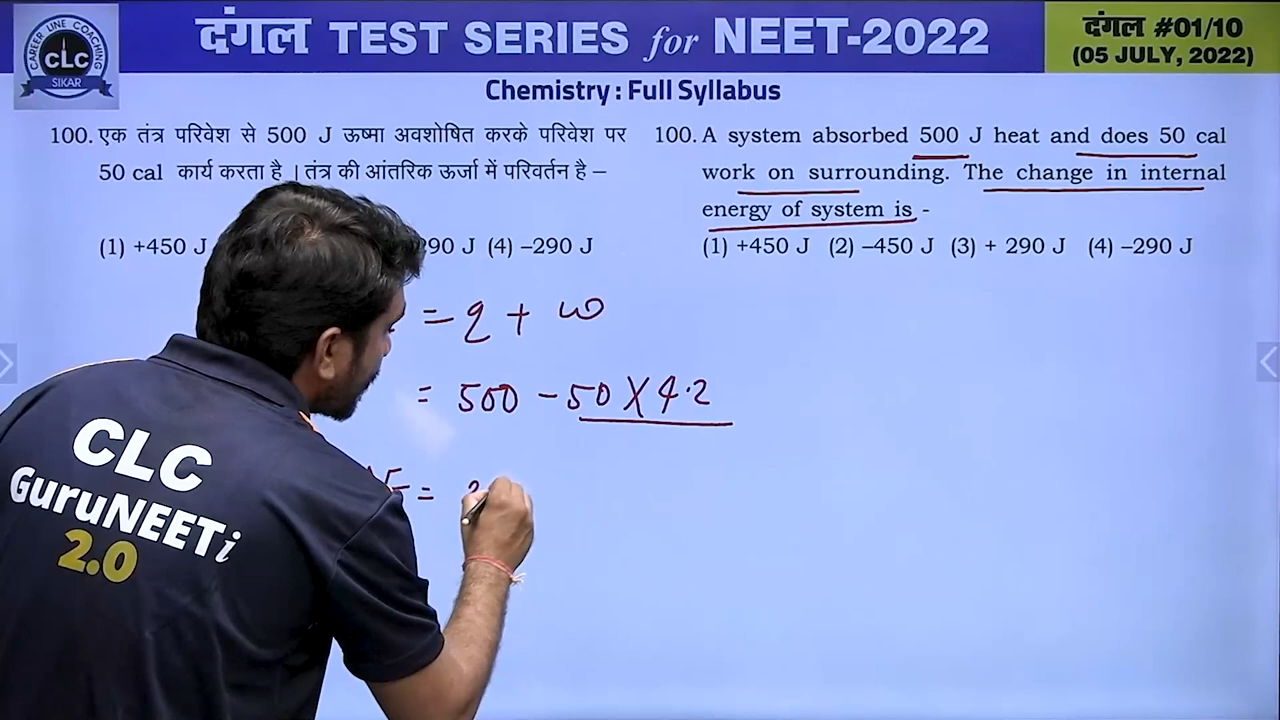 CAREER LINE COACHING
CLC
SIKAR
दंगल TEST SERIES for NEET-2022
दंगल #01/10
(05 JULY, 2022)
Chemistry : Full Syllabus
100. एक तंत्र परिवेश से 500 J ऊष्मा अवशोषित करके परिवेश पर
50 cal कार्य करता है । तंत्र की आंतरिक ऊर्जा में परिवर्तन है –
(1) +450 J
290 J (4) –290 J
100. A system absorbed 500 J heat and does 50 cal
work on surrounding. The change in internal
energy of system is -
(1) +450 J (2) –450 J (3) + 290 J (4) –290 J
= q + w
= 500 - 50 X 4.2
=
CLC
GuruNEETi
2.0